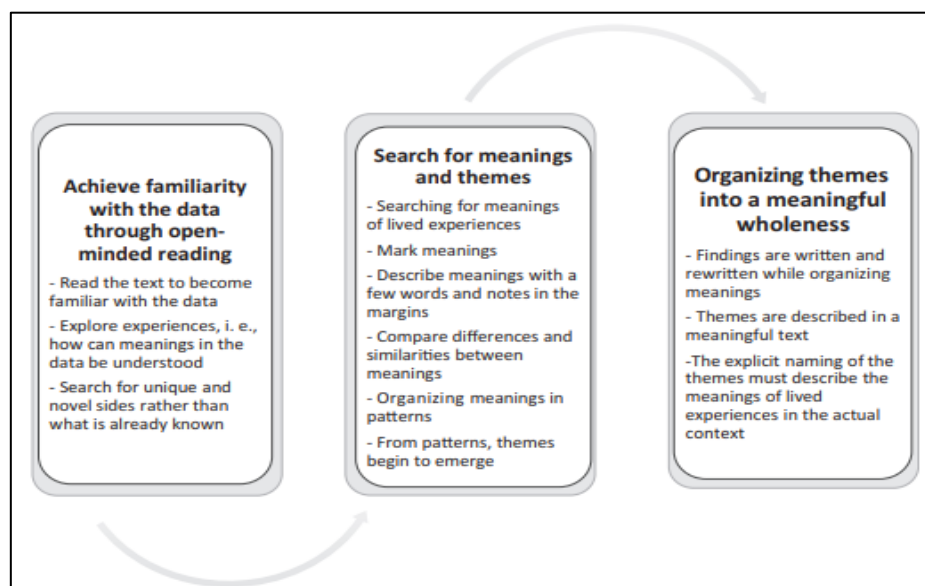 Achieve familiarity
with the data
through open-
minded reading
- Read the text to become
familiar with the data
- Explore experiences, i. e.,
how can meanings in the
data be understood
- Search for unique and
novel sides rather than
what is already known
Search for meanings
and themes
- Searching for meanings
of lived experiences
- Mark meanings
- Describe meanings with a
few words and notes in the
margins
- Compare differences and
similarities between
meanings
- Organizing meanings in
patterns
- From patterns, themes
begin to emerge
Organizing themes
into a meaningful
wholeness
- Findings are written and
rewritten while organizing
meanings
- Themes are described in a
meaningful text
-The explicit naming of the
themes must describe the
meanings of lived
experiences in the actual
context